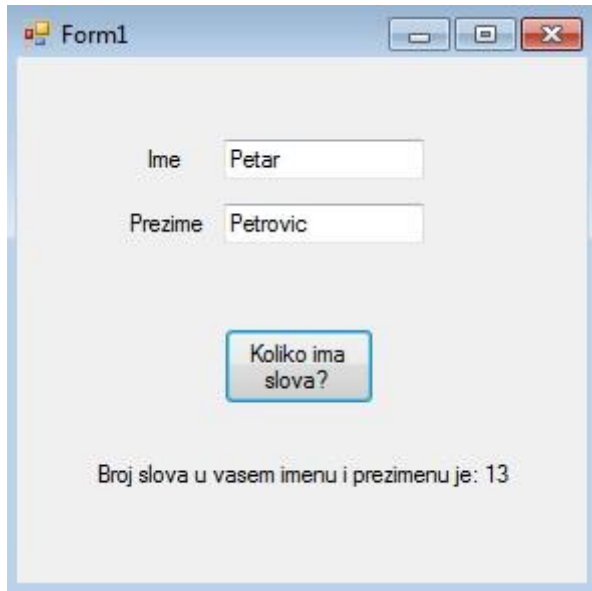 Form1
Ime Petar
Prezime Petrovic
Koliko ima
slova?
Broj slova u vasem imenu i prezimenu je: 13